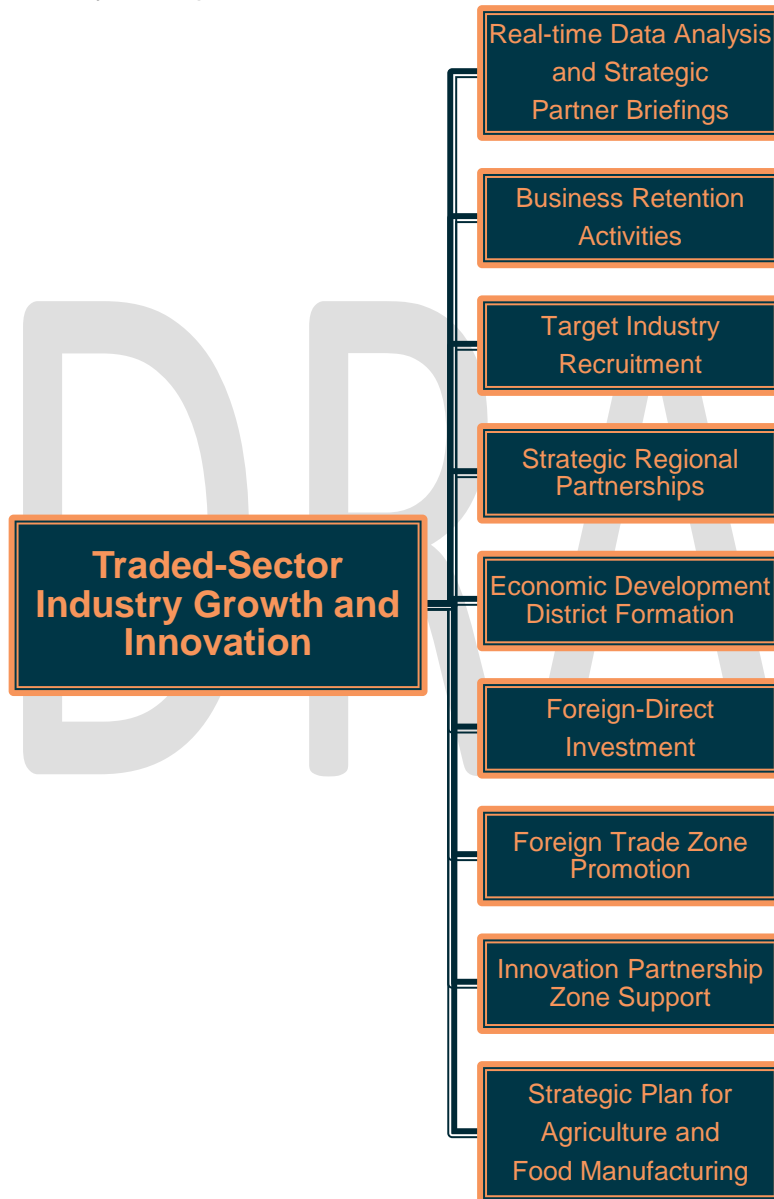 Real-time Data Analysis
and Strategic
Partner Briefings
Business Retention
Activities
Target Industry
Recruitment
Strategic Regional
Partnerships
Traded-Sector
Industry Growth and
Innovation
Economic Development
District Formation
Foreign-Direct
Investment
Foreign Trade Zone
Promotion
Innovation Partnership
Zone Support
Strategic Plan for
Agriculture and
Food Manufacturing
DRA